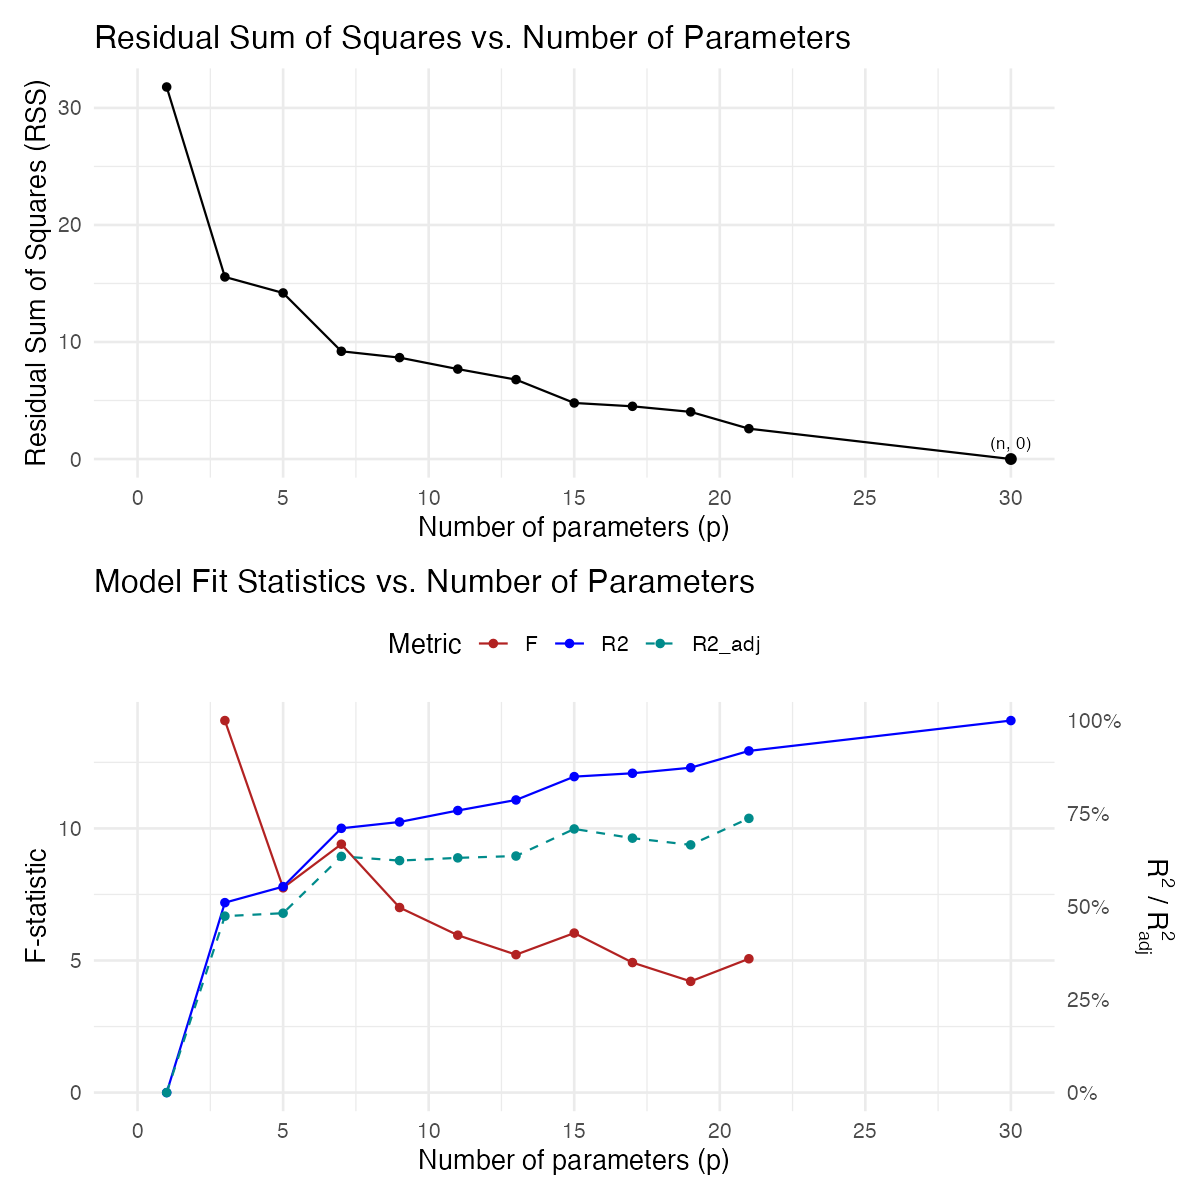 Residual Sum of Squares vs. Number of Parameters
Residual Sum of Squares (RSS)
30
20
10
0
(n, 0)
0 5 10 15 20 25 30
Number of parameters (p)
Model Fit Statistics vs. Number of Parameters
Metric F R2 R2_adj
F-statistic
10
5
0
100%
75%
50%
25%
0%
R² / R²adj
0 5 10 15 20 25 30
Number of parameters (p)